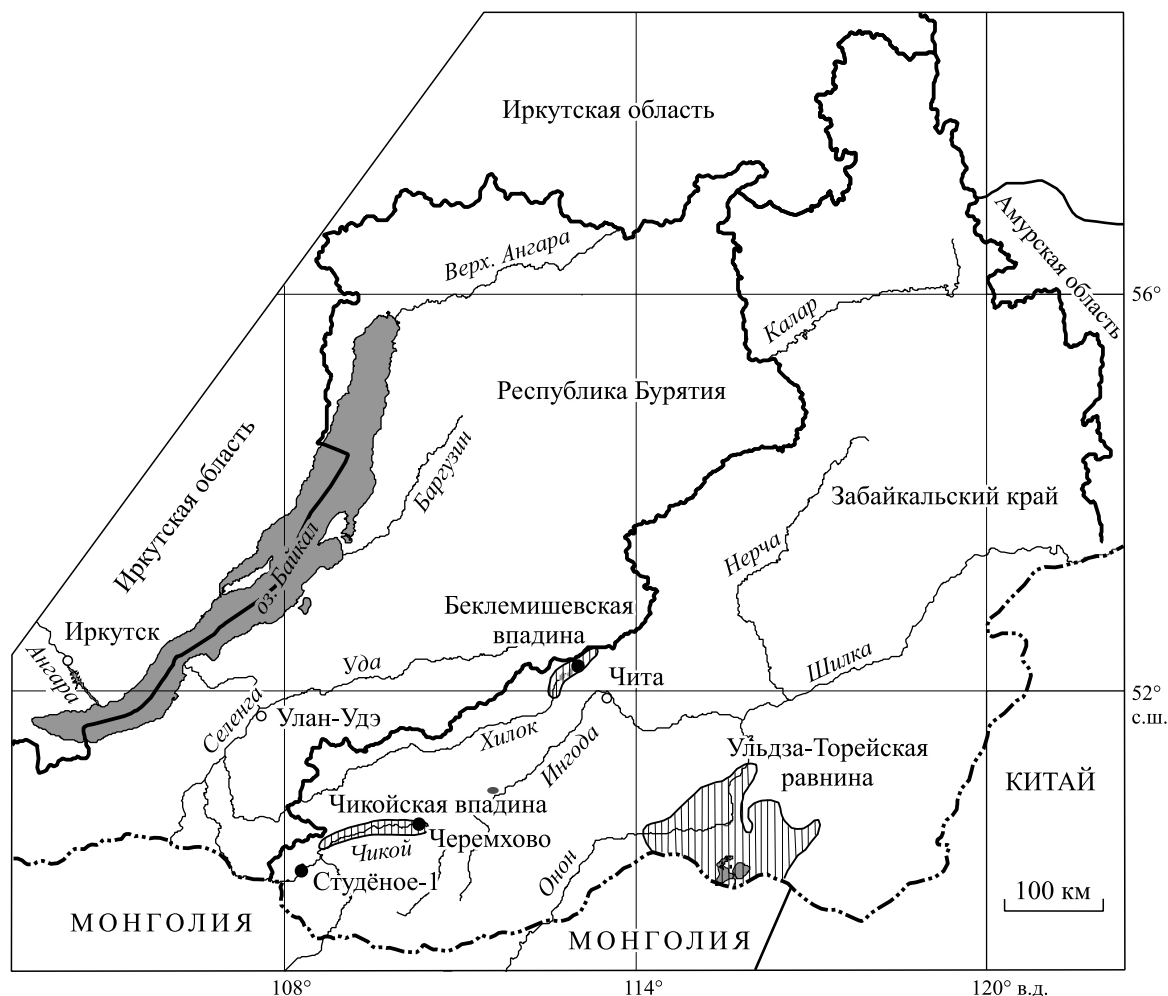 Иркутская область
Амурская область
Верх. Ангара
56°
Калар
Республика Бурятия
Иркутская область
Баргузин
Забайкальский край
оз. Байкал
Нерча
Беклемишевская
впадина
Иркутск
Ангара
Уда
Чита
Шилка
52°
с.ш.
Селенга
Улан-Удэ
Хилок
Ингода
Ульдза-Торейская
равнина
КИТАЙ
Чикойская впадина
Черемхово
Чикой
Онон
Студёное-1
100 км
МОНГОЛИЯ
МОНГОЛИЯ
108°
114°
120° в.д.